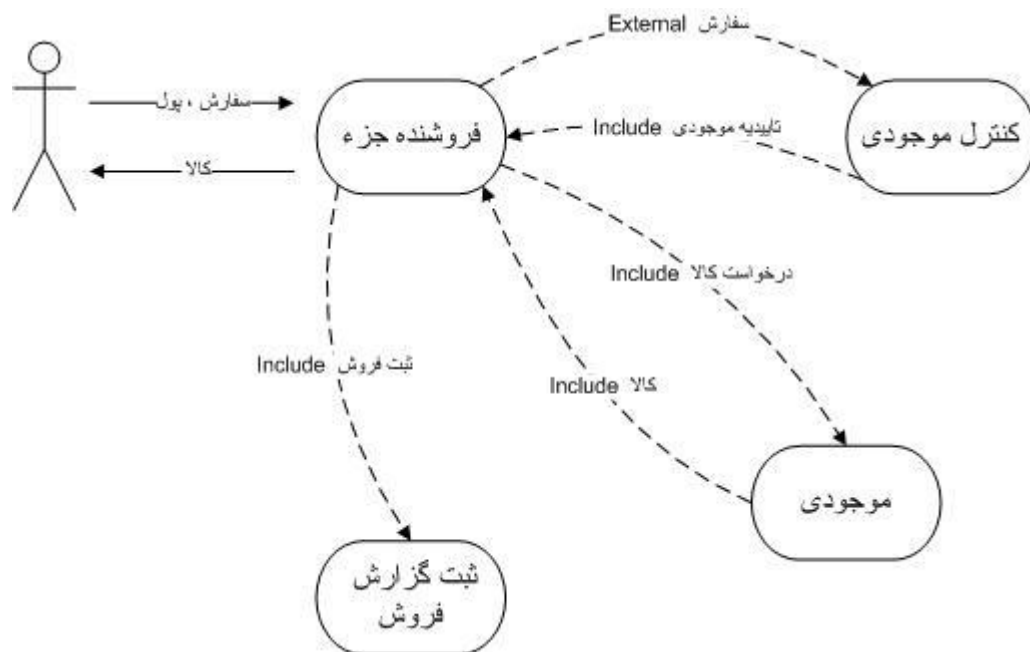 سفارش External
سفارش ، پول
فروشنده جزء
تاییدیه موجودی Include
کنترل موجودی
کالا
درخواست کالا Include
ثبت فروش Include
کالا Include
موجودی
ثبت گزارش
فروش